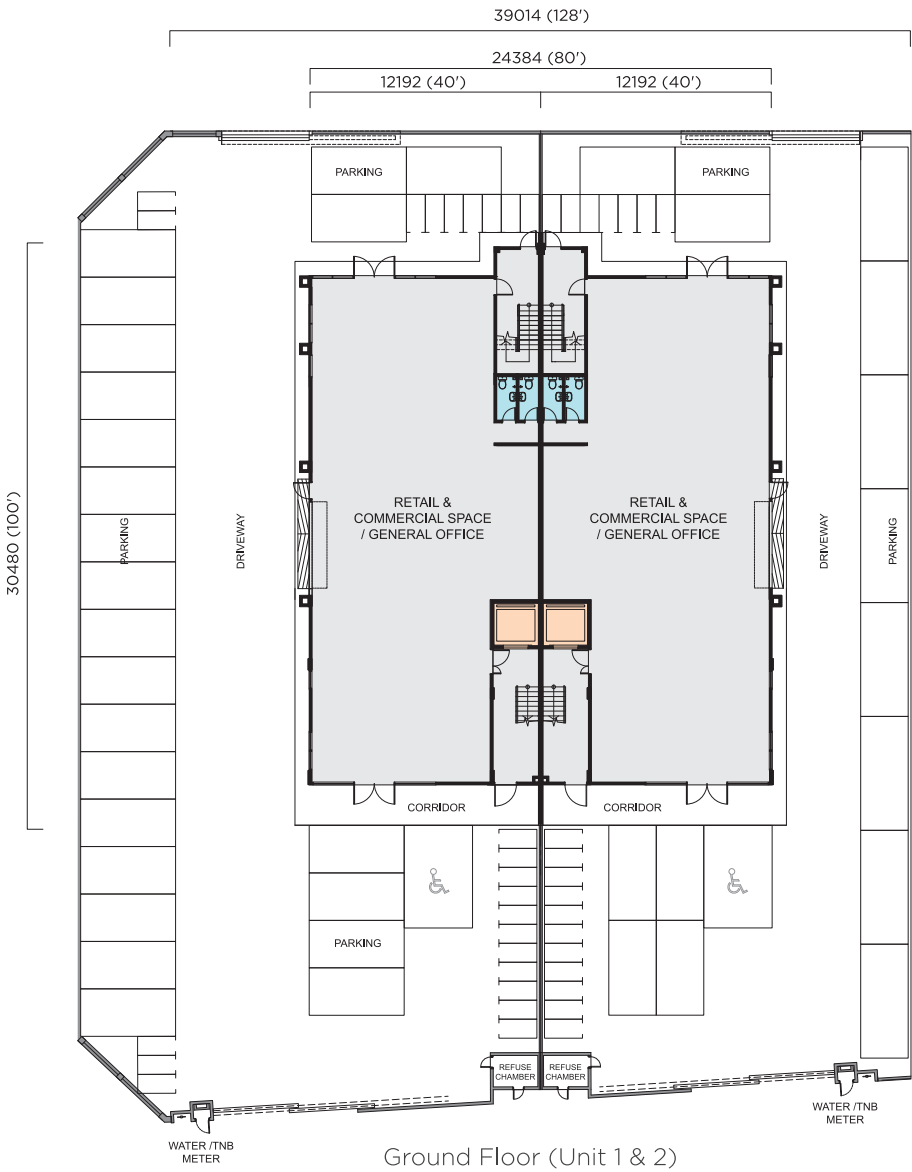 39014 (128')
24384 (80')
12192 (40')
12192 (40')
PARKING
PARKING
30480 (100')
PARKING
DRIVEWAY
RETAIL &
COMMERCIAL SPACE
/ GENERAL OFFICE
RETAIL &
COMMERCIAL SPACE
/ GENERAL OFFICE
DRIVEWAY
PARKING
CORRIDOR
CORRIDOR
PARKING
REFUSE
CHAMBER
REFUSE
CHAMBER
WATER /TNB
METER
WATER /TNB
METER
Ground Floor (Unit 1 & 2)